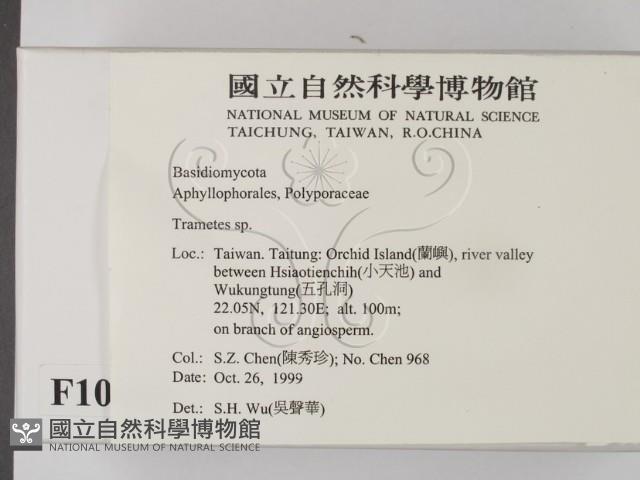 國立自然科學博物館
NATIONAL MUSEUM OF NATURAL SCIENCE
TAICHUNG, TAIWAN, R.O.CHINA
Basidiomycota
Aphyllophorales, Polyporaceae
Trametes sp.
Loc.: Taiwan. Taitung: Orchid Island(蘭嶼), river valley
between Hsiaotienchih(小天池) and
Wukungtung(五孔洞)
22.05N, 121.30E; alt. 100m;
on branch of angiosperm.
Col.: S.Z. Chen(陳秀珍); No. Chen 968
Date: Oct. 26, 1999
F10
Det.: S.H. Wu(吳聲華)
國立自然科學博物館
NATIONAL MUSEUM OF NATURAL SCIENCE